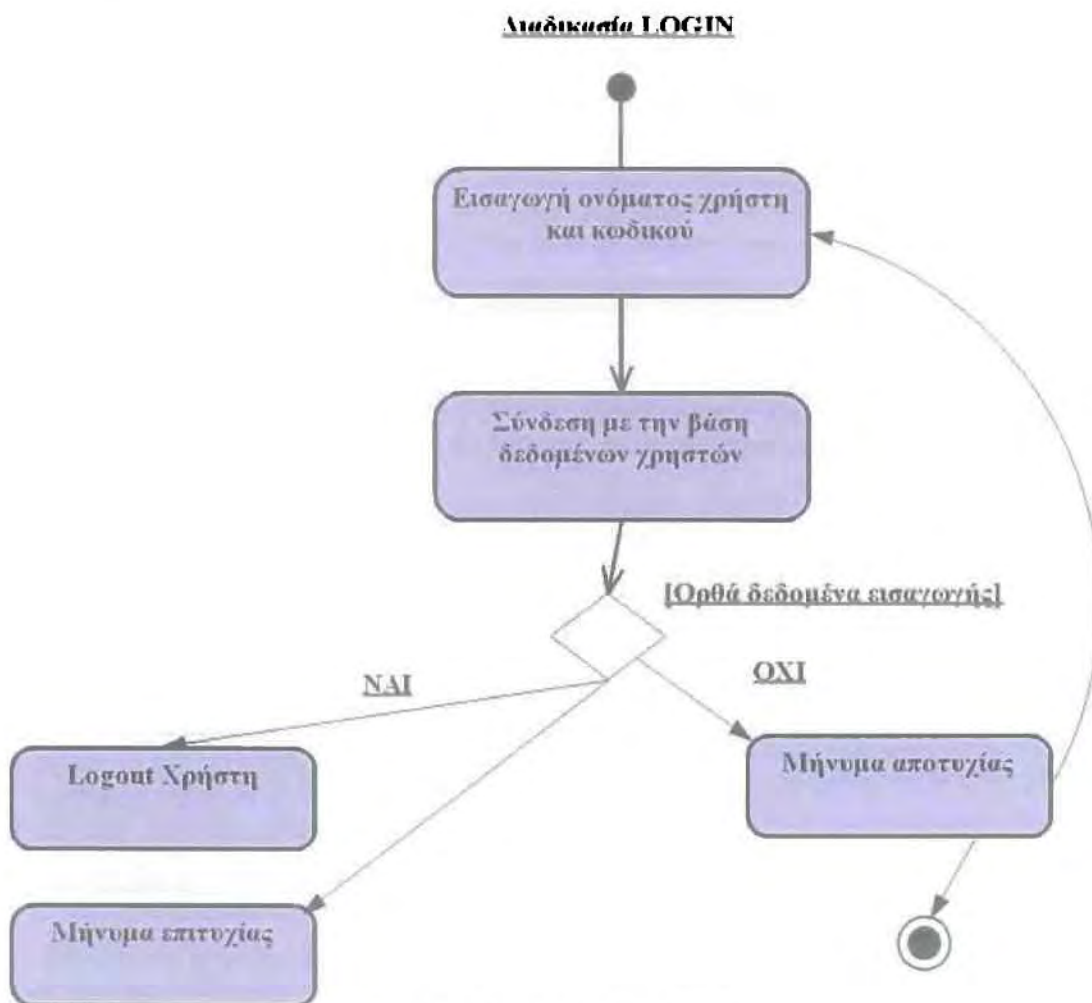 Διαδικασία LOGIN
Εισαγωγή ονόματος χρήστη
και κωδικού
Σύνδεση με την βάση
δεδομένων χρηστών
[Ορθά δεδομένα εισαγωγής]
ΝΑΙ
ΟΧΙ
Logout Χρήστη
Μήνυμα αποτυχίας
Μήνυμα επιτυχίας